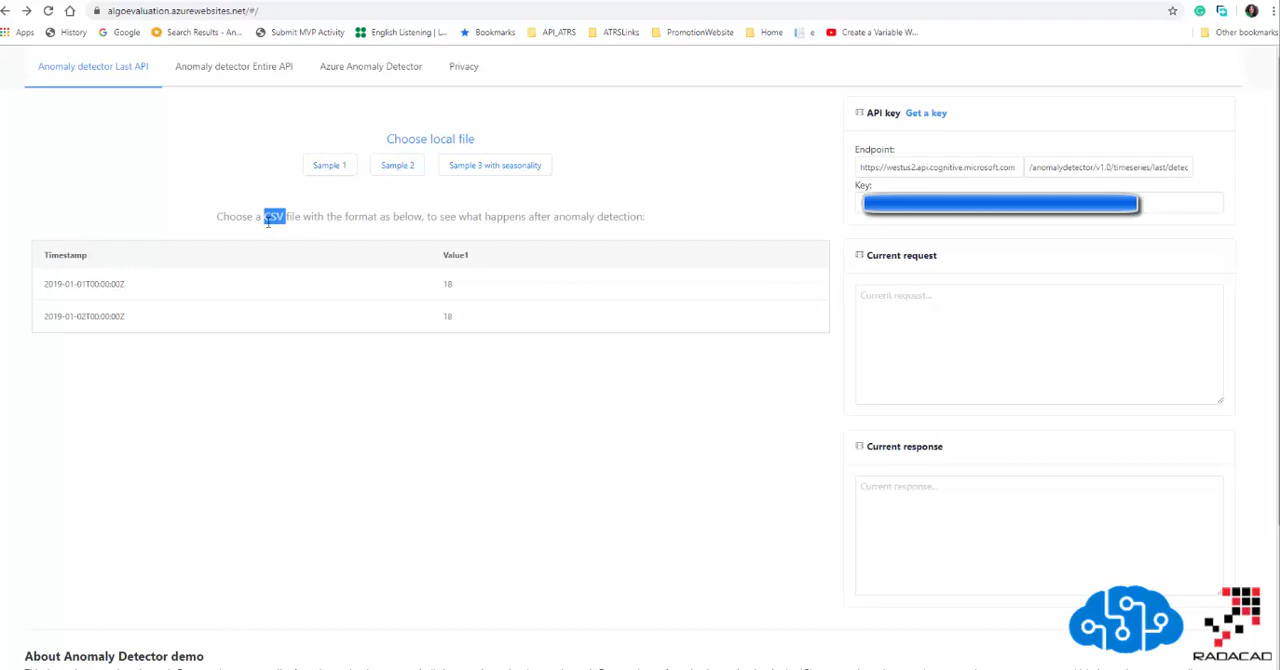 algoevaluation.azurewebsites.net/#/
Apps History Google Search Results - An... Submit MVP Activity English Listening | L... Bookmarks API_ATRS ATRSLinks PromotionWebsite Home e Create a Variable W... Other bookmarks
Anomaly detector Last API Anomaly detector Entire API Azure Anomaly Detector Privacy
API key Get a key
Choose local file
Sample 1 Sample 2 Sample 3 with seasonality
Endpoint:
https://westus2.api.cognitive.microsoft.com /anomalydetector/v1.0/timeseries/last/detec
Key:
Choose a CSV file with the format as below, to see what happens after anomaly detection:
Timestamp Value1
2019-01-01T00:00:00Z 18
2019-01-02T00:00:00Z 18
Current request
Current request...
Current response
Current response...
RADACAD
About Anomaly Detector demo